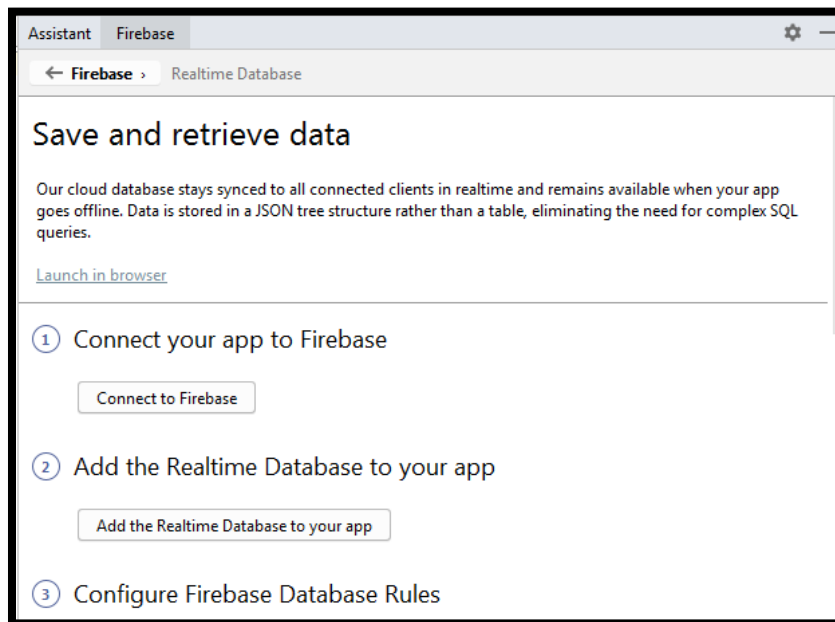 Assistant Firebase
← Firebase › Realtime Database
Save and retrieve data
Our cloud database stays synced to all connected clients in realtime and remains available when your app
goes offline. Data is stored in a JSON tree structure rather than a table, eliminating the need for complex SQL
queries.
Launch in browser
1 Connect your app to Firebase
Connect to Firebase
2 Add the Realtime Database to your app
Add the Realtime Database to your app
3 Configure Firebase Database Rules